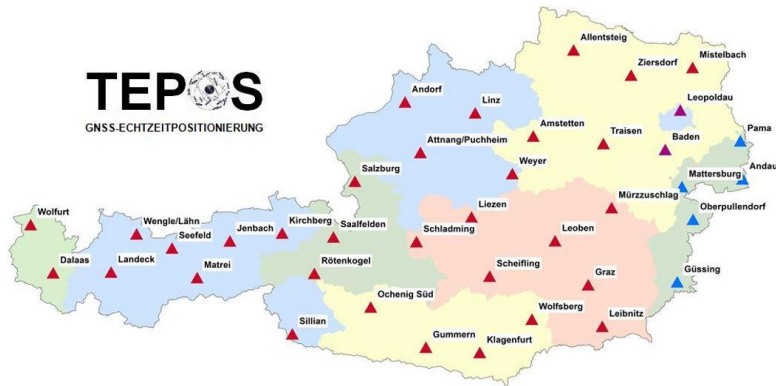 TEPOS
GNSS-ECHTZEITPOSITIONIERUNG
Allentsteig
Mistelbach
Ziersdorf
Andorf
Linz
Leopoldau
Amstetten
Traisen
Baden
Pama
Attnang/Puchheim
Weyer
Andau
Salzburg
Mattersburg
Liezen
Mürzzuschlag
Oberpullendorf
Wolfurt
Wengle/Lähn
Kirchberg
Saalfelden
Seefeld
Jenbach
Schladming
Leoben
Dalaas
Landeck
Matrei
Rötenkogel
Scheifling
Graz
Güssing
Ochenig Süd
Wolfsberg
Sillian
Leibnitz
Gummern
Klagenfurt